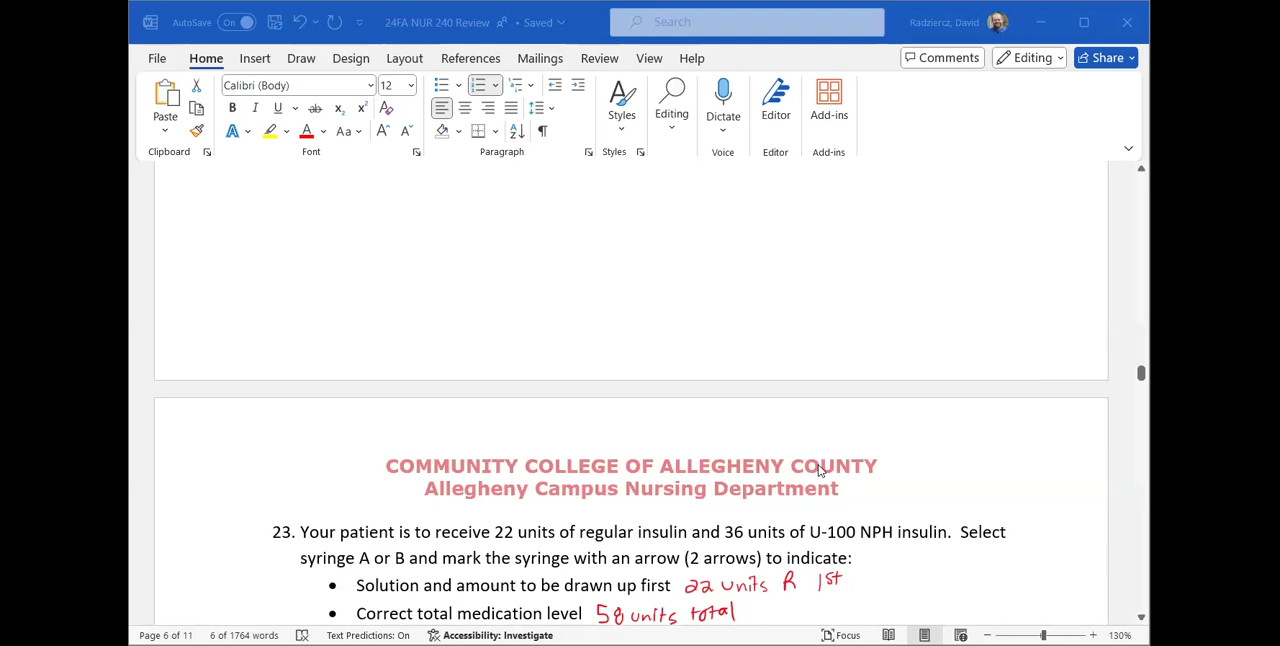 AutoSave On 24FA NUR 240 Review • Saved Search Radziercz, David
File Home Insert Draw Design Layout References Mailings Review View Help Comments Editing Share
Calibri (Body) 12
Paste B I U ab x₂ x² A Styles Editing Dictate Editor Add-ins
A A Aa A A
Clipboard Font Paragraph Styles Voice Editor Add-ins
COMMUNITY COLLEGE OF ALLEGHENY COUNTY
Allegheny Campus Nursing Department
23. Your patient is to receive 22 units of regular insulin and 36 units of U-100 NPH insulin. Select
syringe A or B and mark the syringe with an arrow (2 arrows) to indicate:
• Solution and amount to be drawn up first 22 units R 1st
• Correct total medication level 58 units total
Page 6 of 11 6 of 1764 words Text Predictions: On Accessibility: Investigate Focus 130%